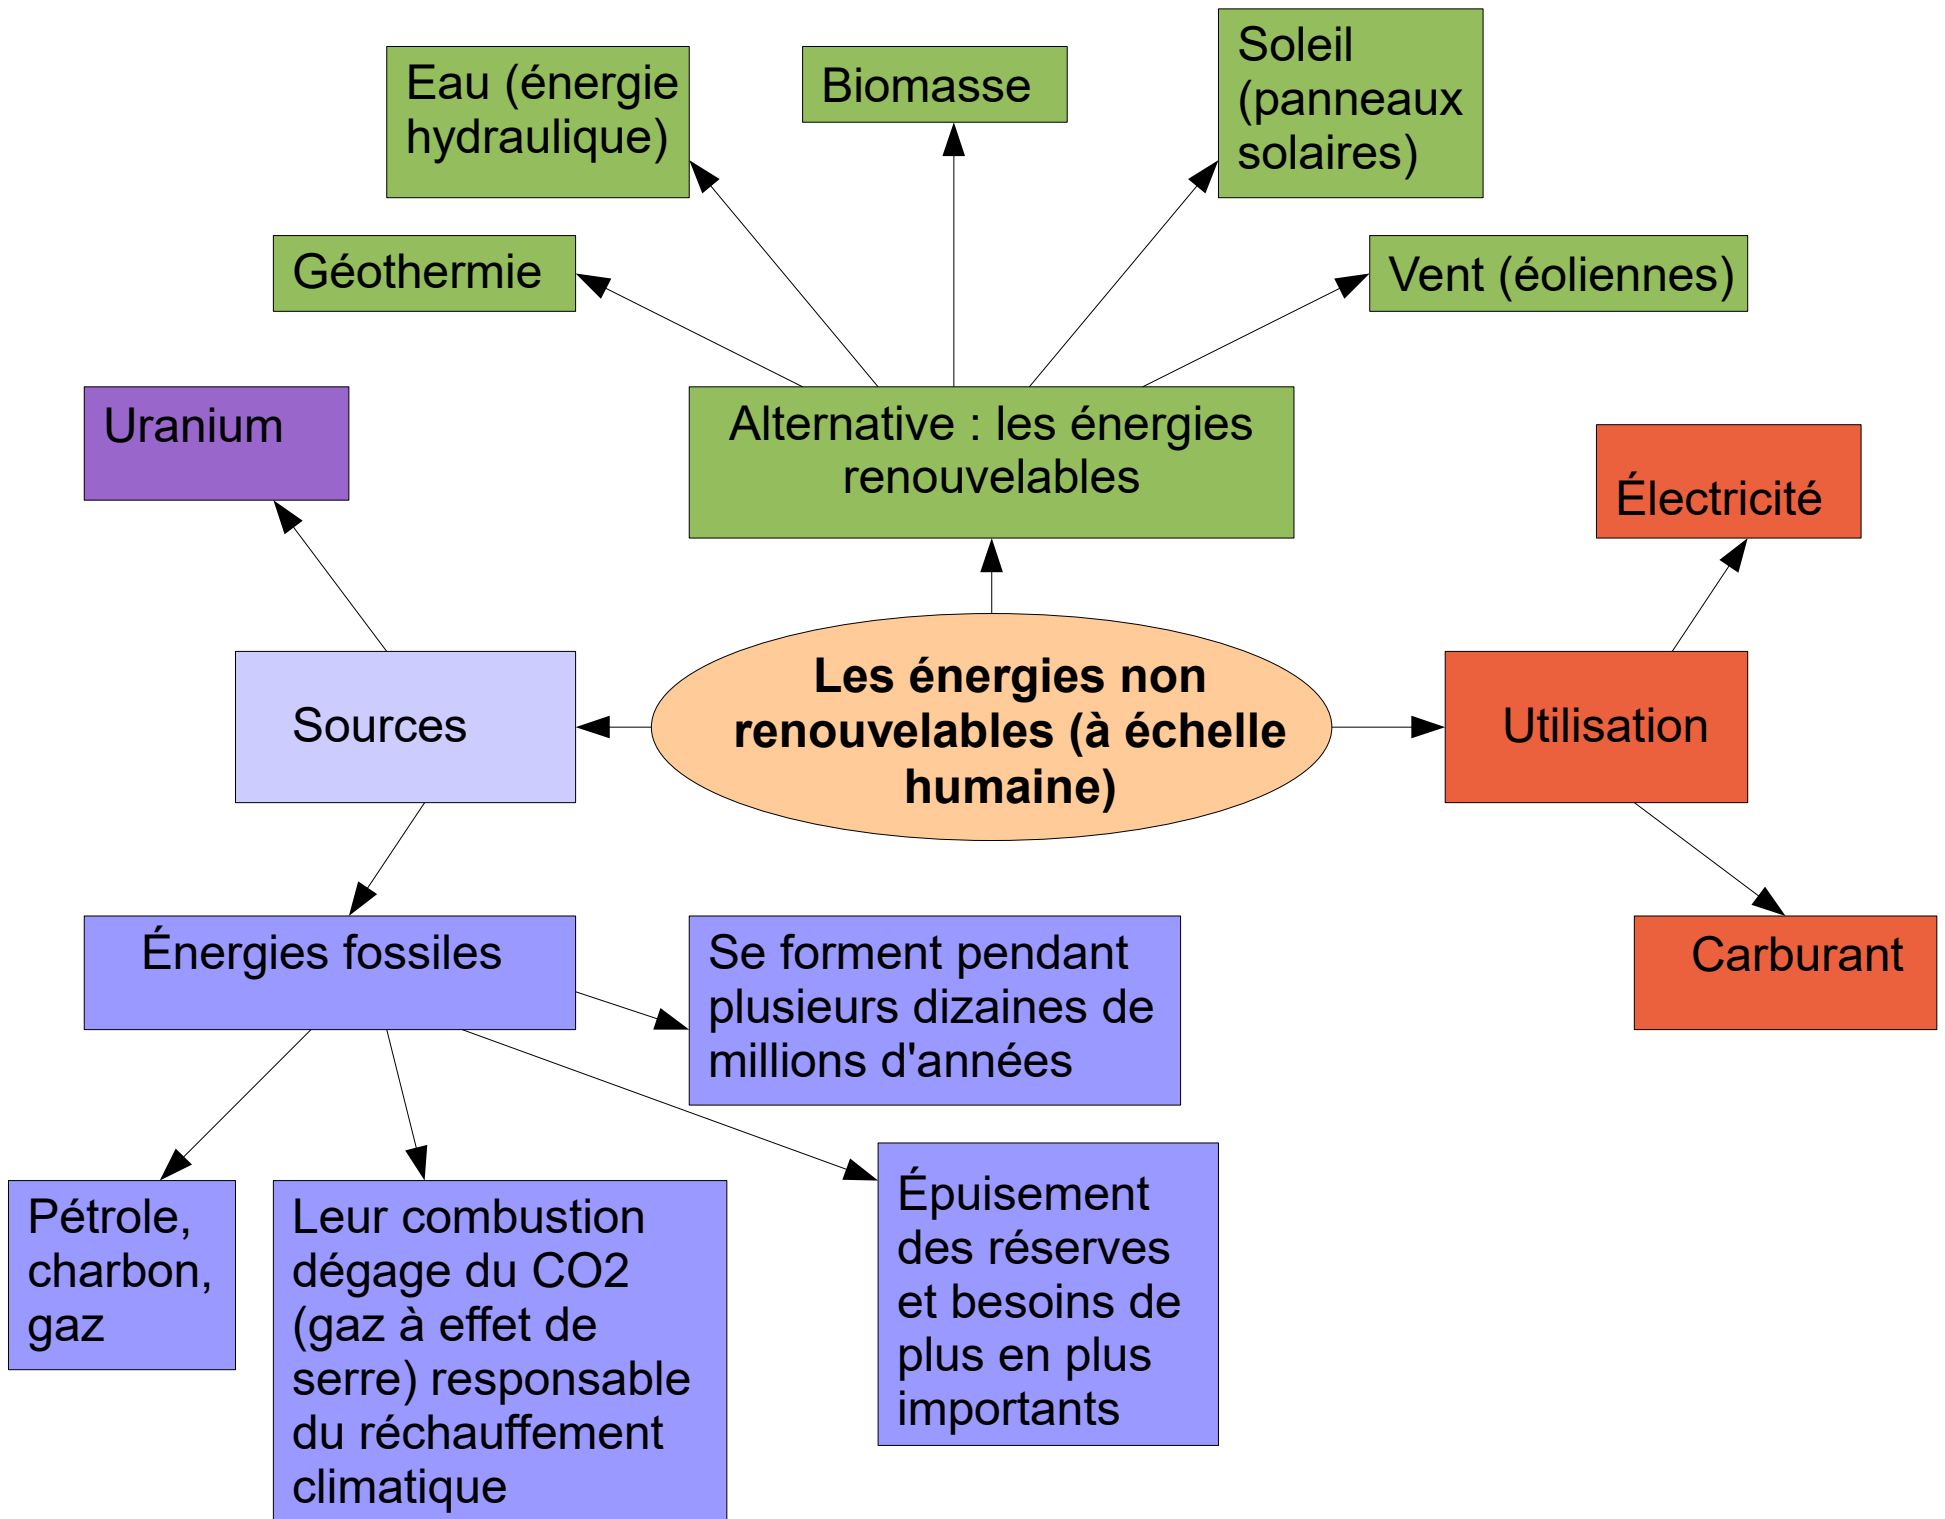 Soleil
(panneaux
solaires)
Eau (énergie
hydraulique)
Biomasse
Géothermie
Vent (éoliennes)
Uranium
Alternative : les énergies
renouvelables
Électricité
Sources
Les énergies non
renouvelables (à échelle
humaine)
Utilisation
Énergies fossiles
Se forment pendant
plusieurs dizaines de
millions d'années
Carburant
Pétrole,
charbon,
gaz
Leur combustion
dégage du CO2
(gaz à effet de
serre) responsable
du réchauffement
climatique
Épuisement
des réserves
et besoins de
plus en plus
importants